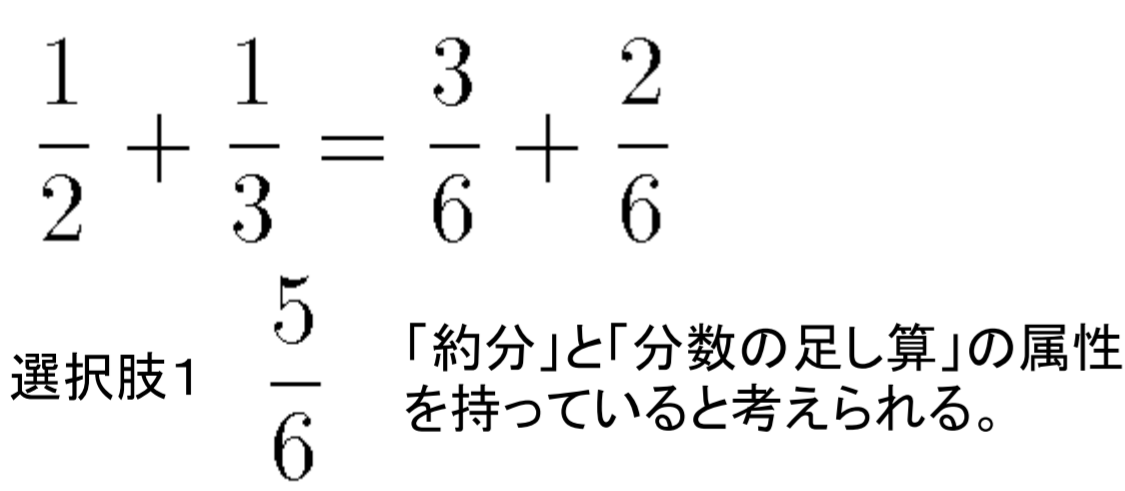 1/2 + 1/3 = 3/6 + 2/6
選択肢1 5/6 「約分」と「分数の足し算」の属性
を持っていると考えられる。